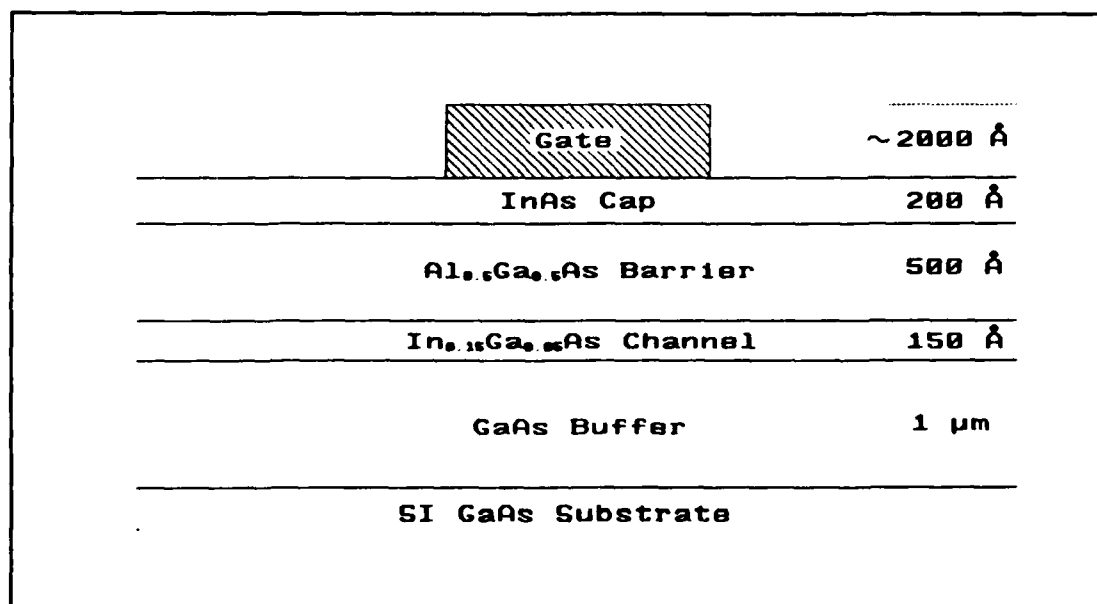 Gate ~2000 Å
InAs Cap 200 Å
Al₀.₅Ga₀.₅As Barrier 500 Å
In₀.₁₅Ga₀.₈₅As Channel 150 Å
GaAs Buffer 1 µm
SI GaAs Substrate